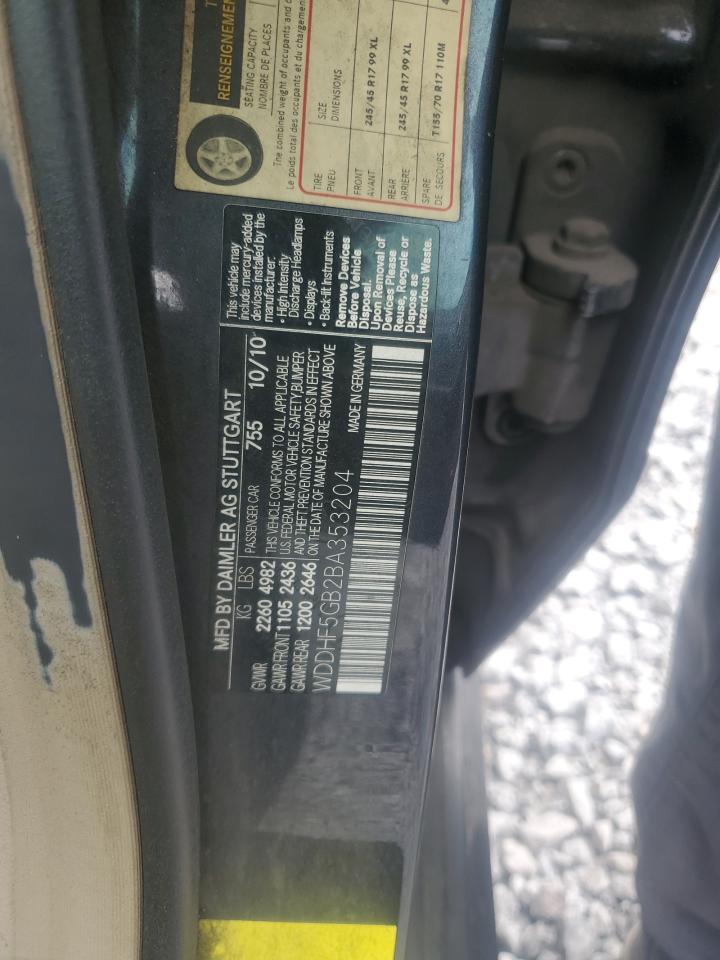 RENSEIGNEMENT
SEATING CAPACITY
NOMBRE DE PLACES
The combined weight of occupants and
Le poids total des occupants et du chargement
TIRE SIZE
PNEU DIMENSIONS
FRONT 245/45 R17 99 XL
AVANT
REAR 245/45 R17 99 XL
ARRIÈRE
SPARE T155/70 R17 110M
DE SECOURS
MFD BY DAIMLER AG STUTTGART
KG LBS PASSENGER CAR 755 10/10
GVWR 2260 4982 THIS VEHICLE CONFORMS TO ALL APPLICABLE
GAWR FRONT 1105 2436 U.S. FEDERAL MOTOR VEHICLE SAFETY, BUMPER
GAWR REAR 1200 2646 AND THEFT PREVENTION STANDARDS IN EFFECT
ON THE DATE OF MANUFACTURE SHOWN ABOVE
WDDHF5GB2BA353204
MADE IN GERMANY
This vehicle may
include mercury-added
devices installed by the
manufacturer:
• High Intensity
Discharge Headlamps
• Displays
• Back-lit Instruments
Remove Devices
Before Vehicle
Disposal.
Upon Removal of
Devices Please
Reuse, Recycle or
Dispose as
Hazardous Waste.